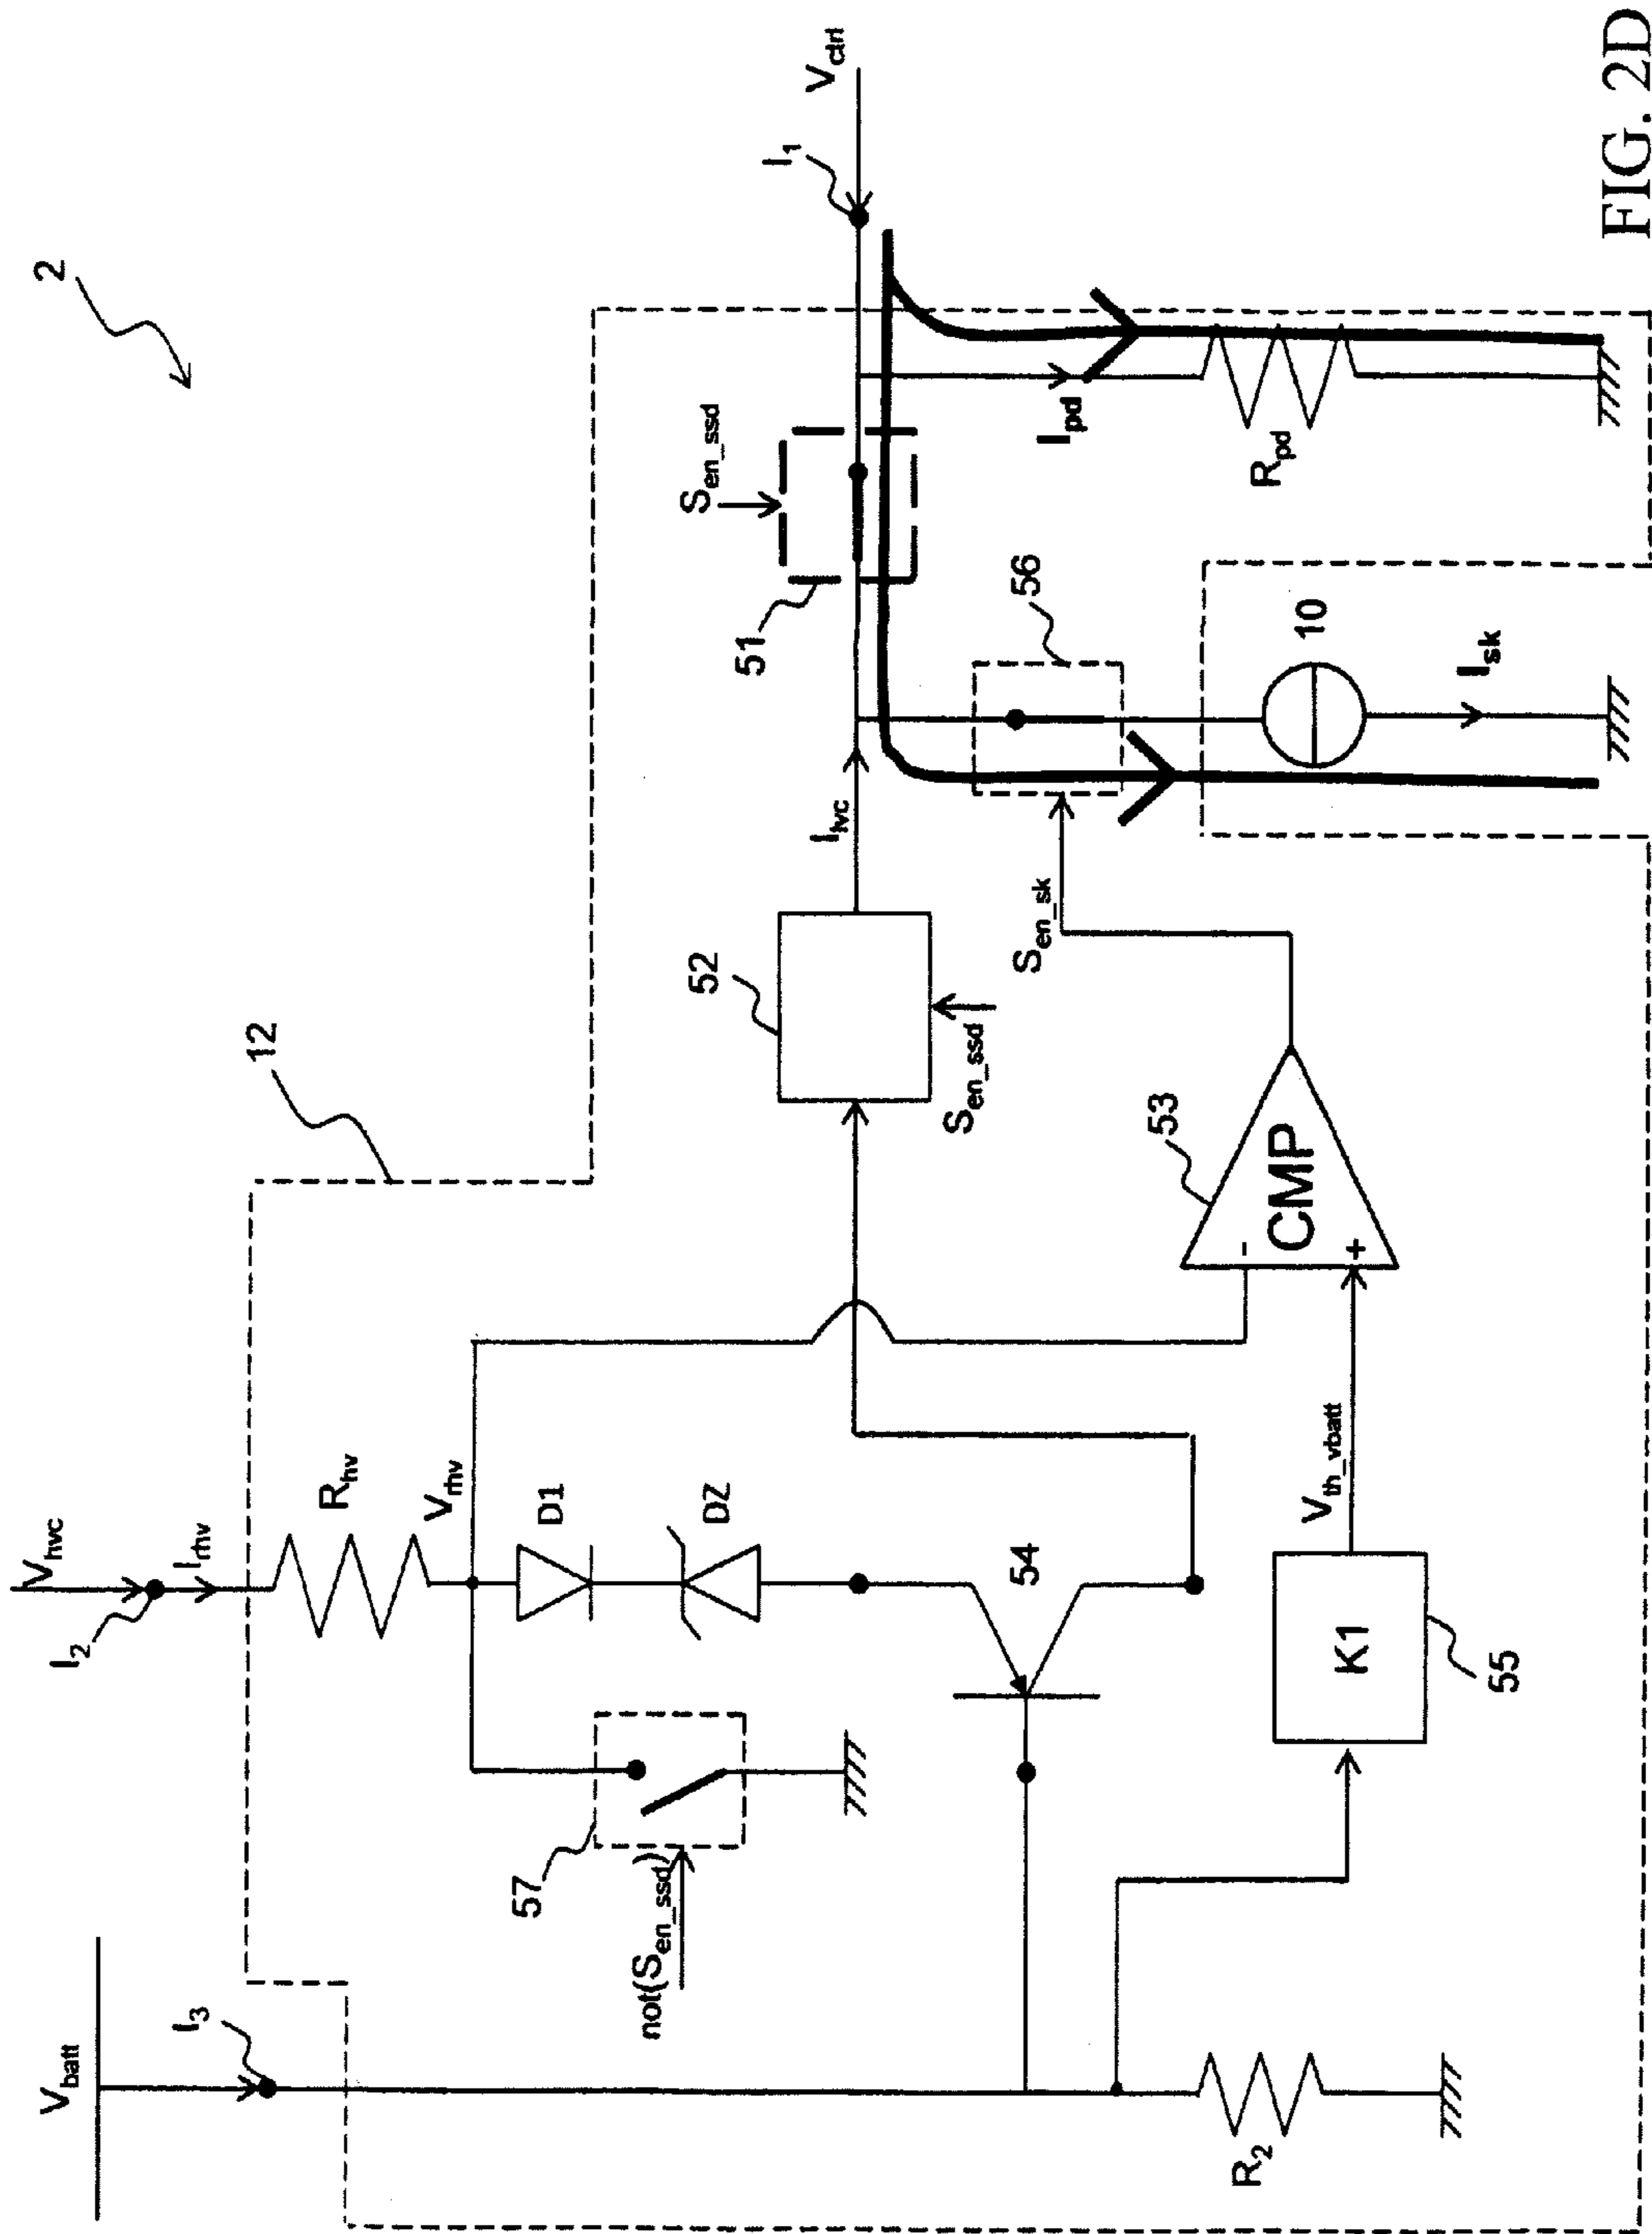 2
12
V_batt
I_3
V_hvc
I_2
I_rhv
R_hv
V_rhv
D1
DZ
57
not(S_en_ssd)
54
52
S_en_ssd
I_lvc
S_en_ssd
51
I_1
V_ctrl
56
S_en_sk
53
CMP
-
+
V_th_vbatt
K1
55
R_2
10
I_sk
I_pd
R_pd
FIG. 2D